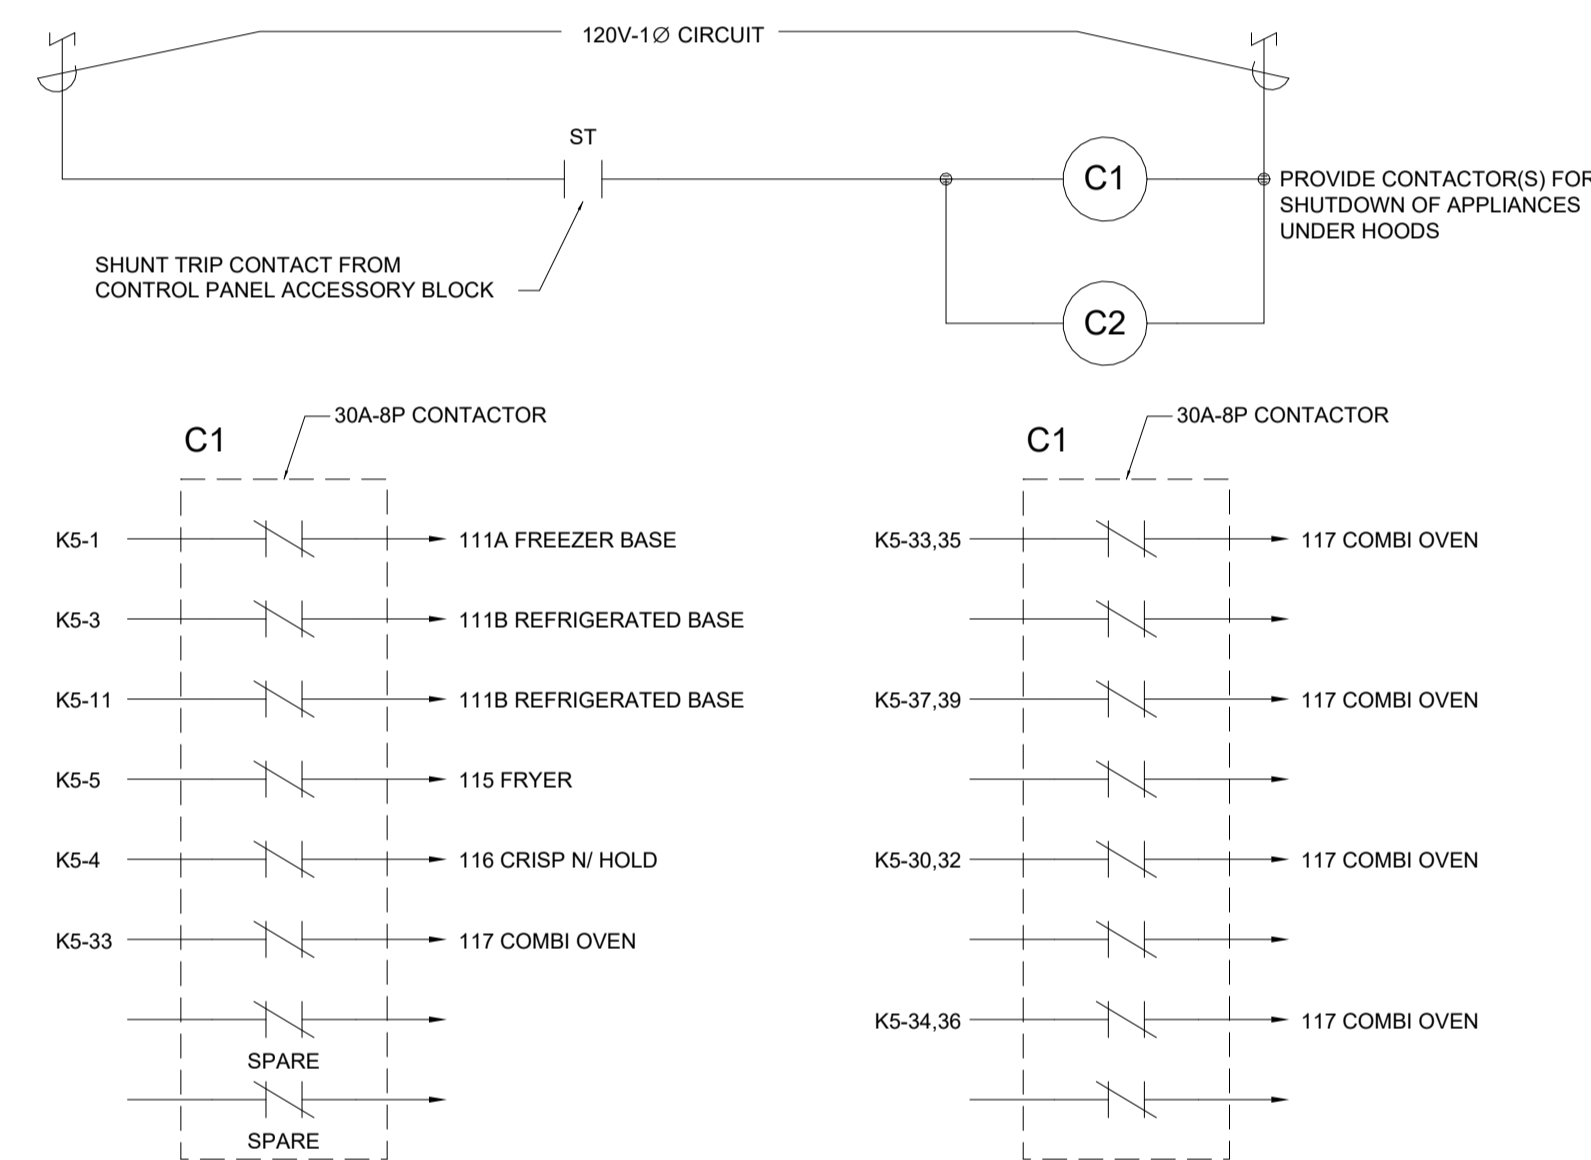 120V-1Ø CIRCUIT
ST
C1
PROVIDE CONTACTOR(S) FOR
SHUTDOWN OF APPLIANCES
UNDER HOODS
SHUNT TRIP CONTACT FROM
CONTROL PANEL ACCESSORY BLOCK
C2
C1
30A-8P CONTACTOR
K5-1
111A FREEZER BASE
K5-3
111B REFRIGERATED BASE
K5-11
111B REFRIGERATED BASE
K5-5
115 FRYER
K5-4
116 CRISP N/ HOLD
K5-33
117 COMBI OVEN
SPARE
SPARE
C1
30A-8P CONTACTOR
K5-33,35
117 COMBI OVEN
K5-37,39
117 COMBI OVEN
K5-30,32
117 COMBI OVEN
K5-34,36
117 COMBI OVEN